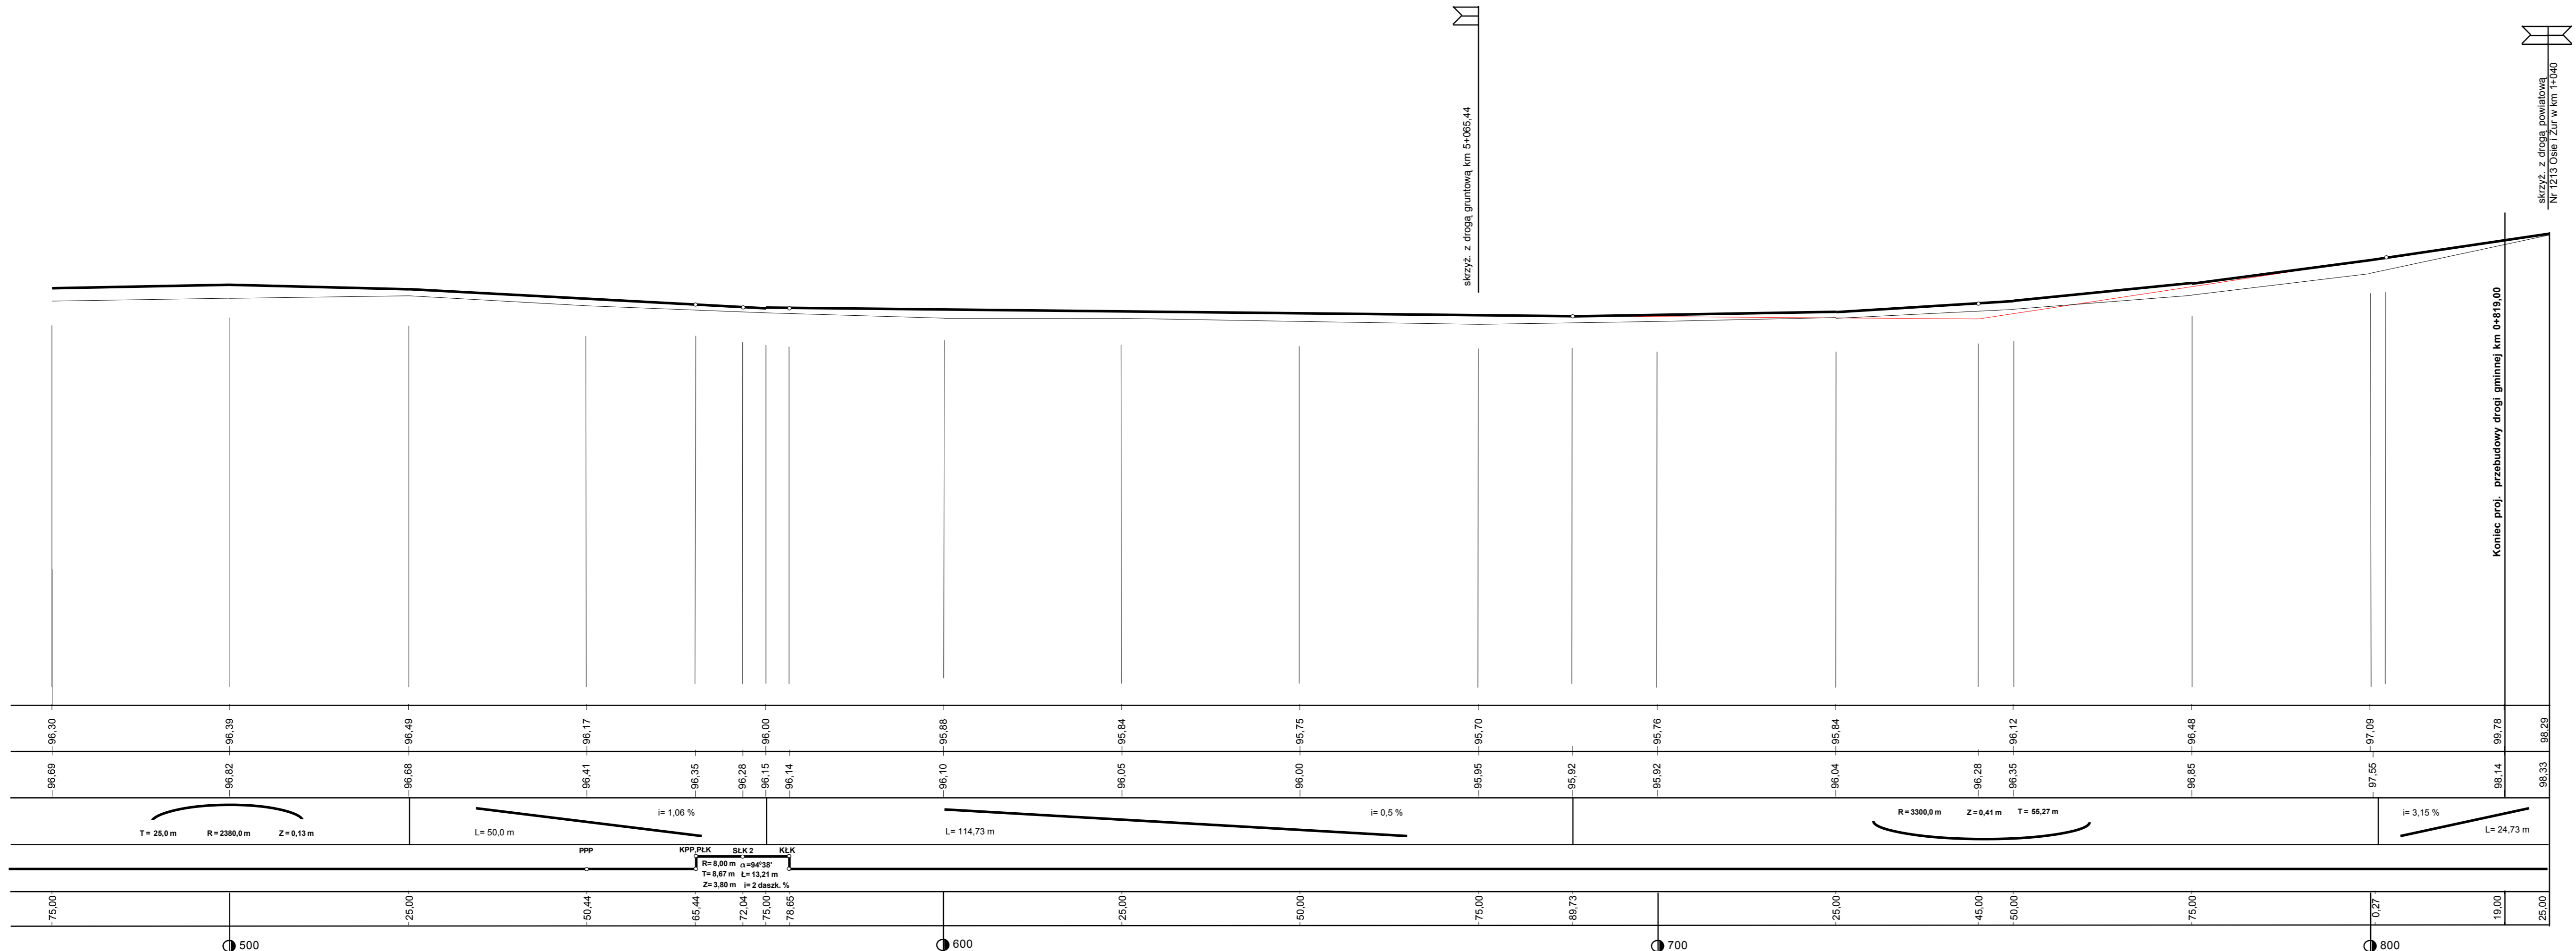 skrzyż. z drogą gruntową km 5+065,44
skrzyż. z drogą powiatową
Nr 1213 Osie i Żur w km 1+040
Koniec proj. przebudowy drogi gminnej km 0+819,00
96,30 96,39 96,49 96,17 96,00 95,88 95,84 95,75 95,70 95,76 95,84 96,12 96,48 97,09 99,78 98,29
96,69 96,82 96,68 96,41 96,35 96,28 96,15 96,14 96,10 96,05 96,00 95,95 95,92 95,92 96,04 96,28 96,35 96,85 97,55 98,14 98,33
i= 1,06 % i= 0,5 % R = 3300,0 m Z = 0,41 m T = 55,27 m i= 3,15 %
T = 25,0 m R = 2380,0 m Z = 0,13 m L= 50,0 m L= 114,73 m L= 24,73 m
PPP KPP,PŁK SŁK 2 KŁK
R= 8,00 m α =94°38'
T= 8,67 m Ł= 13,21 m
Z= 3,80 m i= 2 daszk. %
75,00 25,00 50,44 65,44 72,04 75,00 78,65 25,00 50,00 75,00 89,73 25,00 45,00 50,00 75,00 0,27 19,00 25,00
500 600 700 800